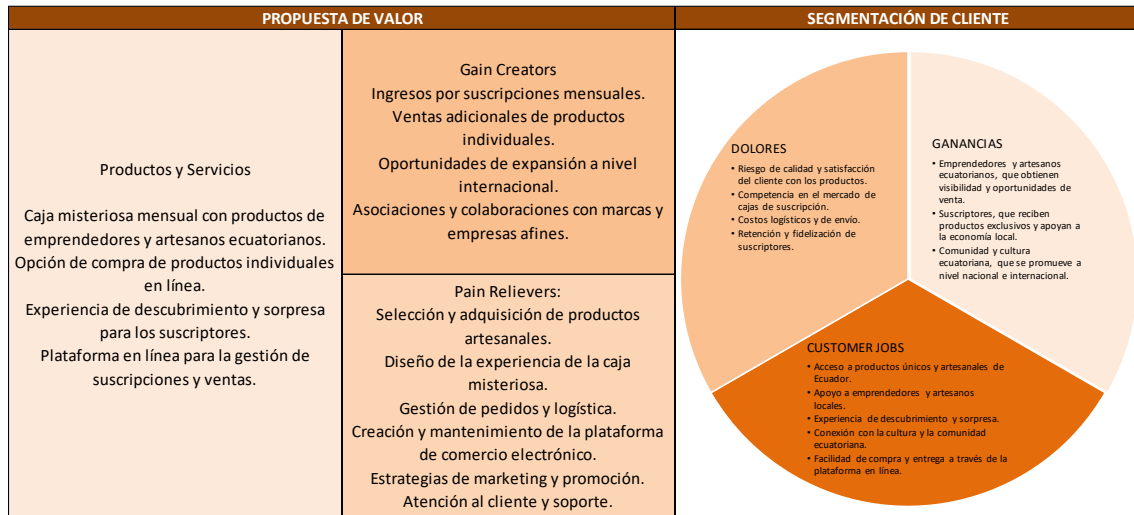 PROPUESTA DE VALOR
SEGMENTACIÓN DE CLIENTE
Productos y Servicios
Caja misteriosa mensual con productos de
emprendedores y artesanos ecuatorianos.
Opción de compra de productos individuales
en línea.
Experiencia de descubrimiento y sorpresa
para los suscriptores.
Plataforma en línea para la gestión de
suscripciones y ventas.
Gain Creators
Ingresos por suscripciones mensuales.
Ventas adicionales de productos
individuales.
Oportunidades de expansión a nivel
internacional.
Asociaciones y colaboraciones con marcas y
empresas afines.
Pain Relievers:
Selección y adquisición de productos
artesanales.
Diseño de la experiencia de la caja
misteriosa.
Gestión de pedidos y logística.
Creación y mantenimiento de la plataforma
de comercio electrónico.
Estrategias de marketing y promoción.
Atención al cliente y soporte.
DOLORES
• Riesgo de calidad y satisfacción
del cliente con los productos.
• Competencia en el mercado de
cajas de suscripción.
• Costos logísticos y de envío.
• Retención y fidelización de
suscriptores.
GANANCIAS
• Emprendedores y artesanos
ecuatorianos, que obtienen
visibilidad y oportunidades de
venta.
• Suscriptores, que reciben
productos exclusivos y apoyan a
la economía local.
• Comunidad y cultura
ecuatoriana, que se promueve a
nivel nacional e internacional.
CUSTOMER JOBS
• Acceso a productos únicos y artesanales de
Ecuador.
• Apoyo a emprendedores y artesanos
locales.
• Experiencia de descubrimiento y sorpresa.
• Conexión con la cultura y la comunidad
ecuatoriana.
• Facilidad de compra y entrega a través de la
plataforma en línea.